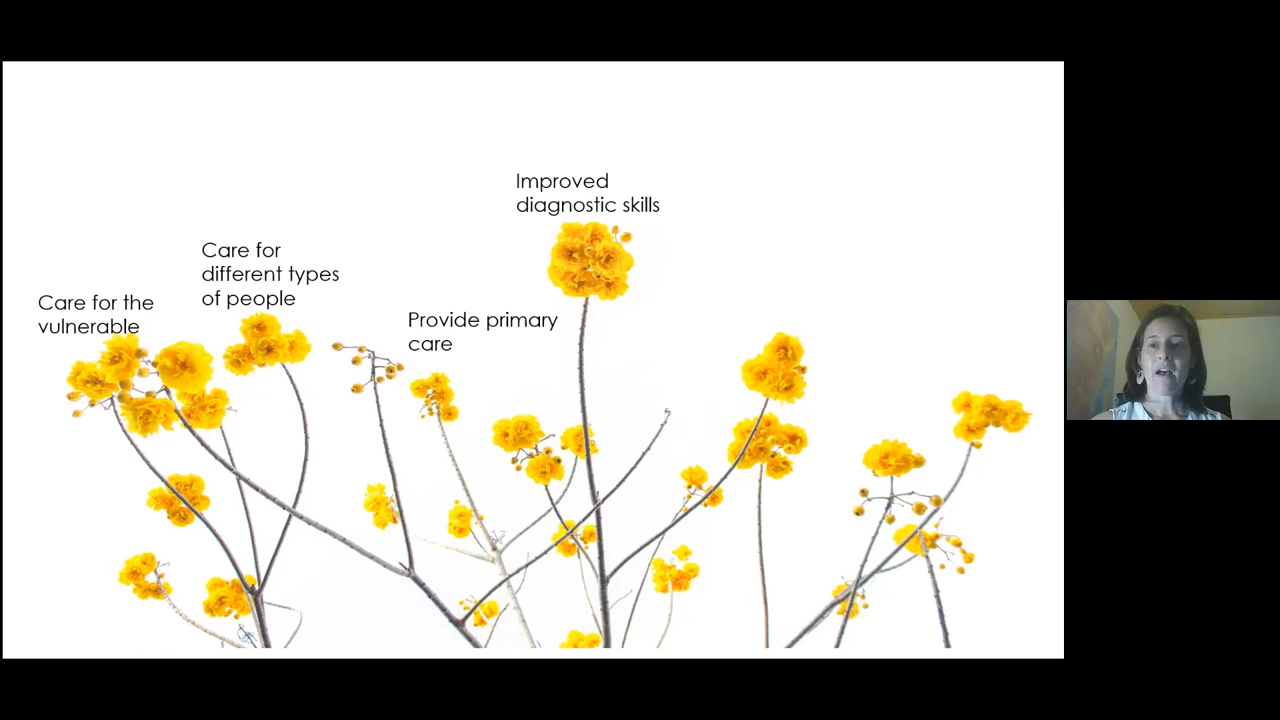 Care for the
vulnerable
Care for
different types
of people
Provide primary
care
Improved
diagnostic skills